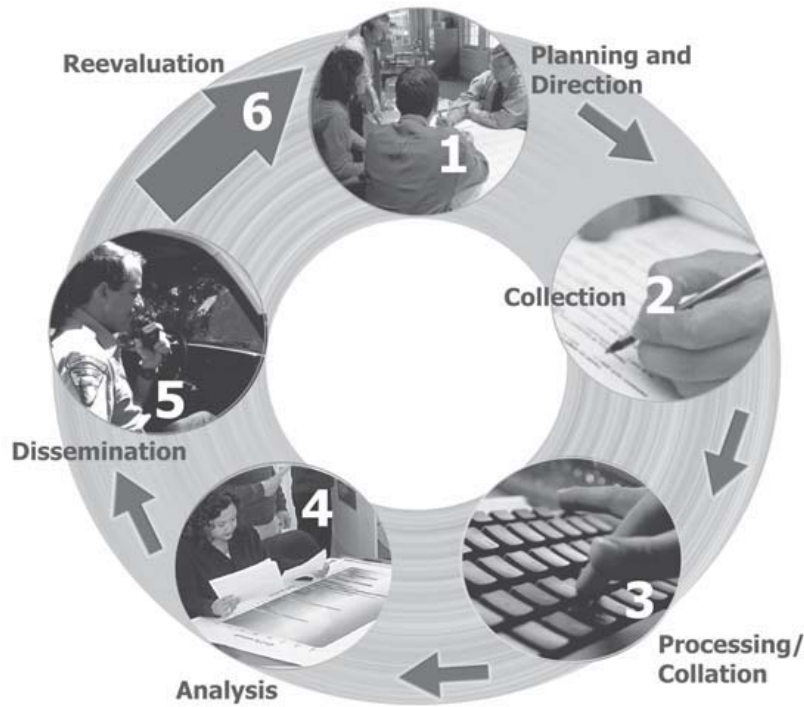 1
Planning and
Direction
2
Collection
3
Processing/
Collation
4
Analysis
5
Dissemination
6
Reevaluation